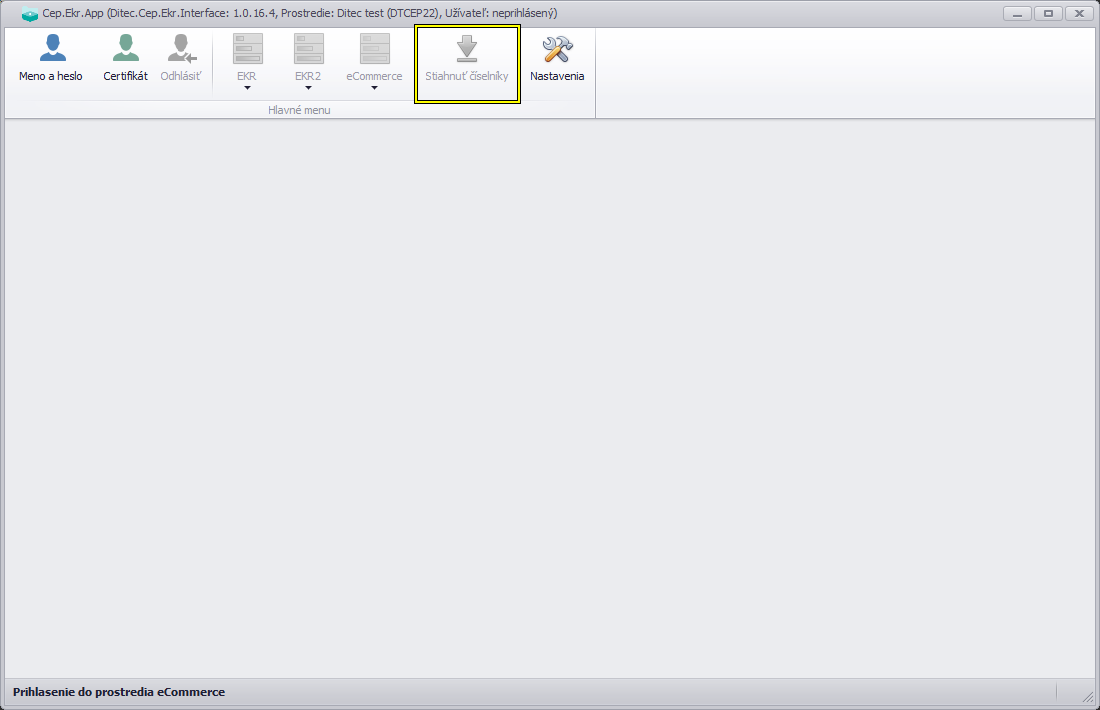 Cep.Ekr.App (Ditec.Cep.Ekr.Interface: 1.0.16.4, Prostredie: Ditec test (DTCEP22), Užívateľ: neprihlásený)
Meno a heslo
Certifikát
Odhlásiť
EKR
EKR2
eCommerce
Stiahnuť číselníky
Nastavenia
Hlavné menu
Prihlasenie do prostredia eCommerce